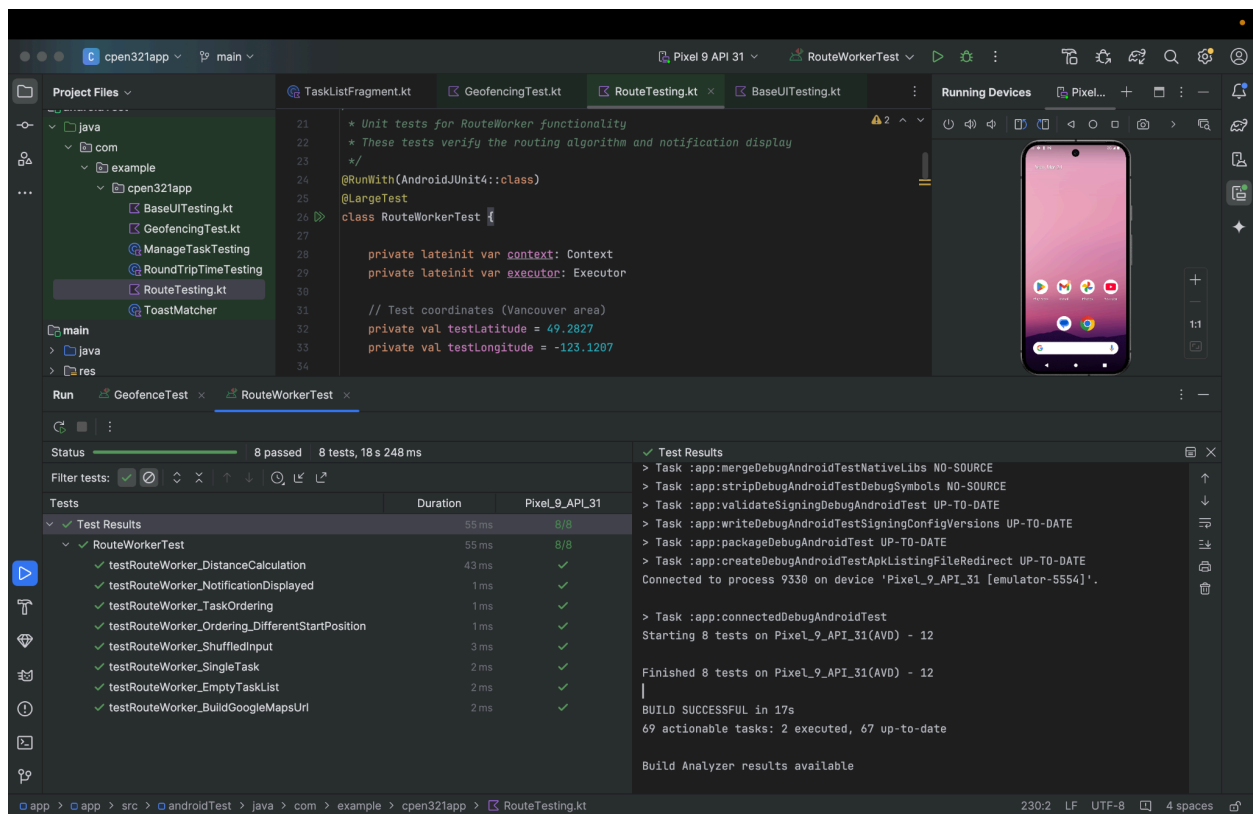 cpen321app main Pixel 9 API 31 RouteWorkerTest
Project Files
java
com
example
cpen321app
BaseUITesting.kt
GeofencingTest.kt
ManageTaskTesting
RoundTripTimeTesting
RouteTesting.kt
ToastMatcher
main
java
res
TaskListFragment.kt GeofencingTest.kt RouteTesting.kt BaseUITesting.kt
21 * Unit tests for RouteWorker functionality
22 * These tests verify the routing algorithm and notification display
23 */
24 @RunWith(AndroidJUnit4::class)
25 @LargeTest
26 class RouteWorkerTest {
27
28 private lateinit var context: Context
29 private lateinit var executor: Executor
30
31 // Test coordinates (Vancouver area)
32 private val testLatitude = 49.2827
33 private val testLongitude = -123.1207
34
2
Running Devices Pixel...
1:1
Run GeofenceTest RouteWorkerTest
Status 8 passed 8 tests, 18 s 248 ms
Filter tests:
Tests Duration Pixel_9_API_31
Test Results 55 ms 8/8
RouteWorkerTest 55 ms 8/8
testRouteWorker_DistanceCalculation 43 ms
testRouteWorker_NotificationDisplayed 1 ms
testRouteWorker_TaskOrdering 1 ms
testRouteWorker_Ordering_DifferentStartPosition 1 ms
testRouteWorker_ShuffledInput 3 ms
testRouteWorker_SingleTask 2 ms
testRouteWorker_EmptyTaskList 2 ms
testRouteWorker_BuildGoogleMapsUrl 2 ms
Test Results
> Task :app:mergeDebugAndroidTestNativeLibs NO-SOURCE
> Task :app:stripDebugAndroidTestDebugSymbols NO-SOURCE
> Task :app:validateSigningDebugAndroidTest UP-TO-DATE
> Task :app:writeDebugAndroidTestSigningConfigVersions UP-TO-DATE
> Task :app:packageDebugAndroidTest UP-TO-DATE
> Task :app:createDebugAndroidTestApkListingFileRedirect UP-TO-DATE
Connected to process 9330 on device 'Pixel_9_API_31 [emulator-5554]'.
> Task :app:connectedDebugAndroidTest
Starting 8 tests on Pixel_9_API_31(AVD) - 12
Finished 8 tests on Pixel_9_API_31(AVD) - 12
BUILD SUCCESSFUL in 17s
69 actionable tasks: 2 executed, 67 up-to-date
Build Analyzer results available
app > app > src > androidTest > java > com > example > cpen321app > RouteTesting.kt 230:2 LF UTF-8 4 spaces